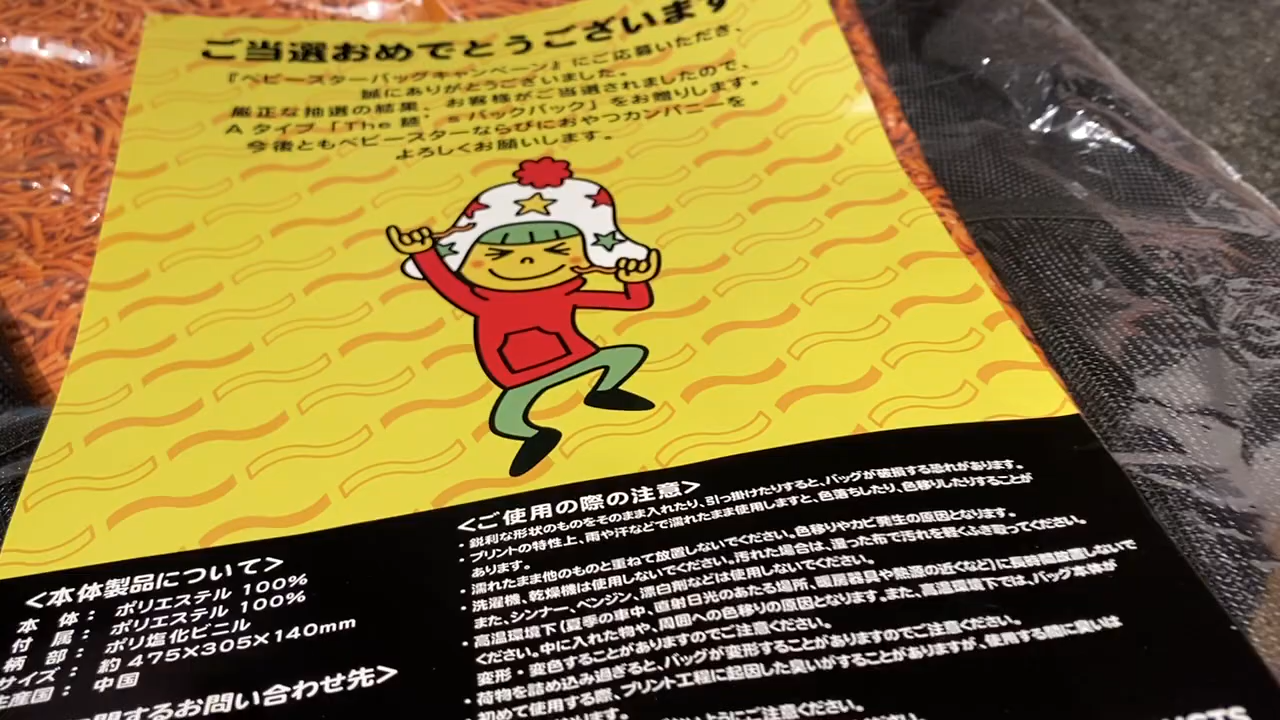 ご当選おめでとうございます
『ベビースターバッグキャンペーン』にご応募いただき、
誠にありがとうございました。
厳正な抽選の結果、お客様がご当選されましたので、
Aタイプ「The 麺's バックパック」をお贈りします。
今後ともベビースターならびにおやつカンパニーを
よろしくお願いします。
<本体製品について>
本 体： ポリエステル 100%
付 属： ポリエステル 100%
柄 部： ポリ塩化ビニル
サイズ： 約 475×305×140mm
生産国： 中国
関するお問い合わせ先>
<ご使用の際の注意>
・鋭利な形状のものをそのまま入れたり、引っ掛けたりすると、バッグが破損する恐れがあります。
・プリントの特性上、雨や汗などで濡れたまま使用しますと、色落ちしたり、色移りしたりすることが
あります。
・濡れたまま他のものと重ねて放置しないでください。色移りやカビ発生の原因となります。
・洗濯機、乾燥機は使用しないでください。汚れた場合は、湿った布で汚れを軽くふき取ってください。
また、シンナー、ベンジン、漂白剤などは使用しないでください。
・高温環境下(夏季の車中、直射日光のあたる場所、暖房器具や熱源の近くなど)に長時間放置しないで
ください。中に入れた物や、周囲への色移りの原因となります。また、高温環境下では、バッグ本体が
変形・変色することがありますのでご注意ください。
・荷物を詰め込み過ぎると、バッグが変形することがありますのでご注意ください。
・初めて使用する際、プリント工程に起因した臭いがすることがありますが、使用する間に臭いは
ようにご注意ください。
ください。